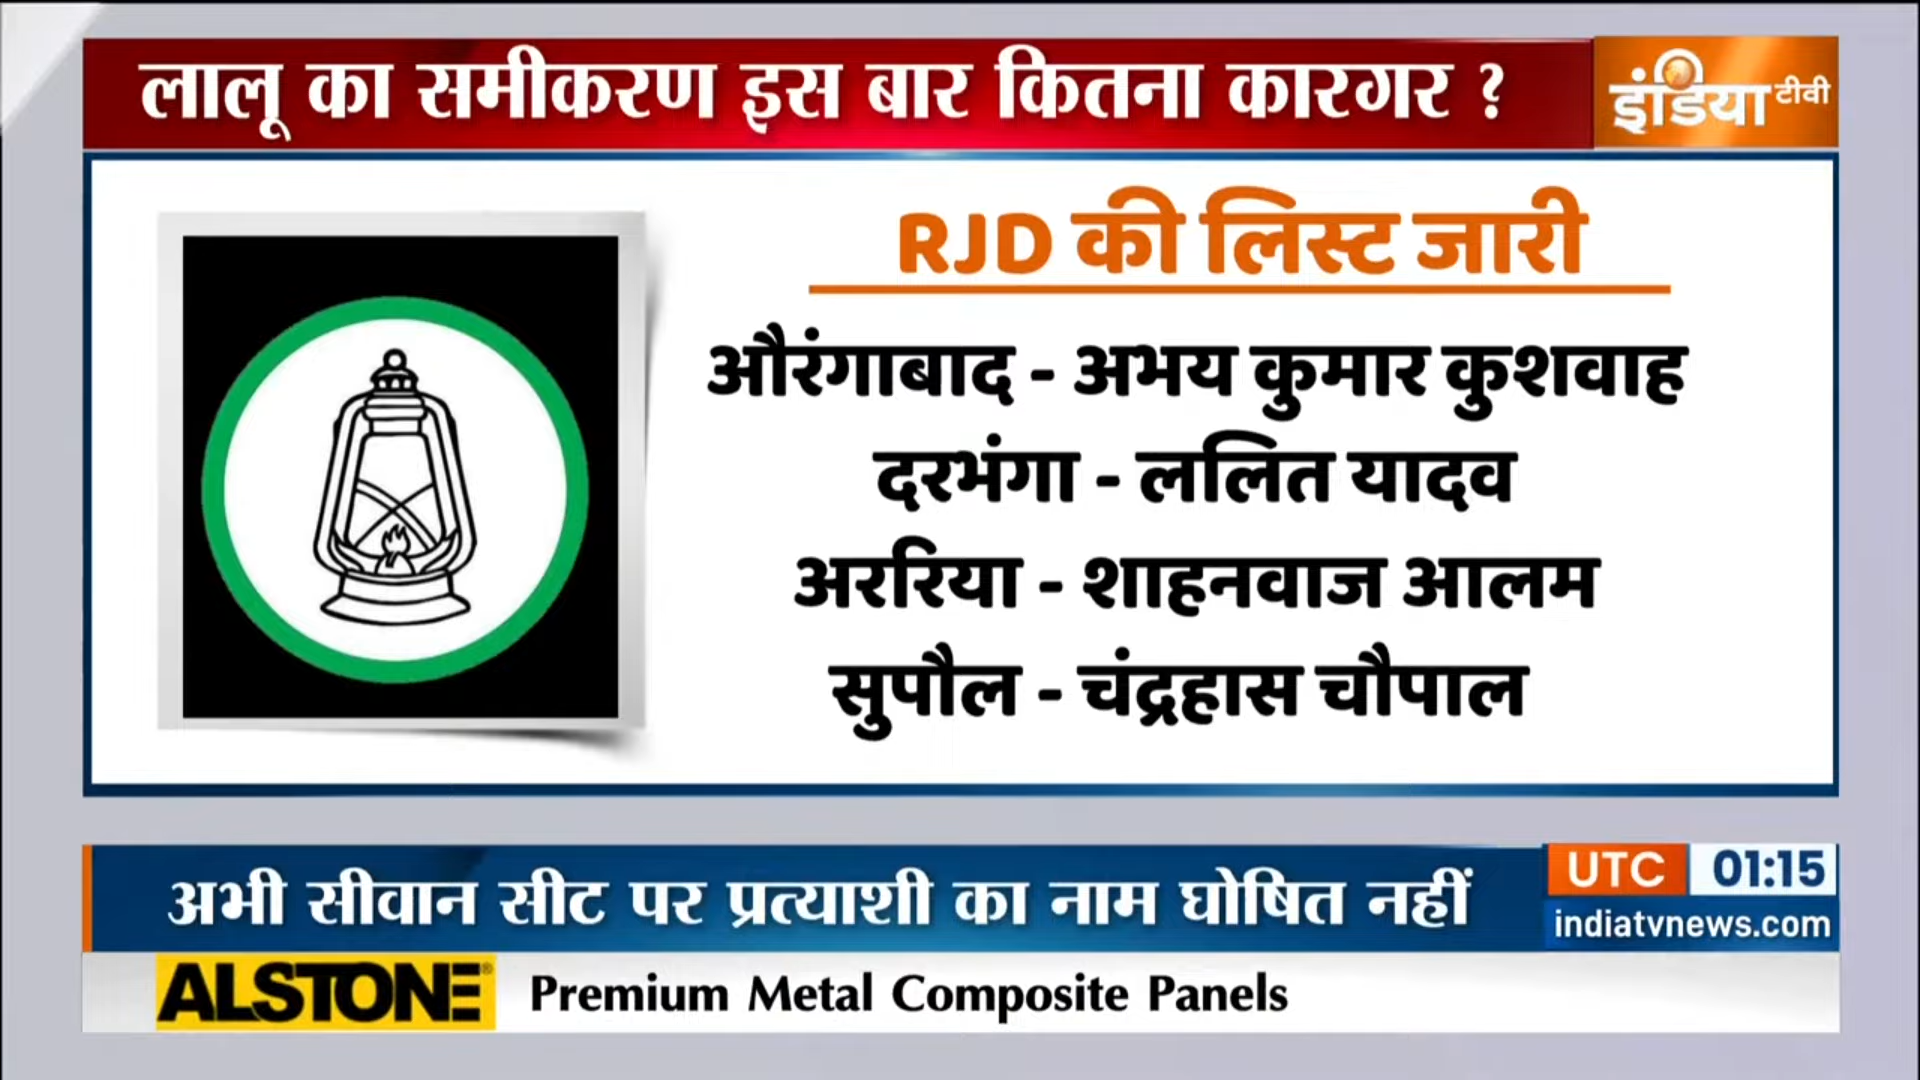 लालू का समीकरण इस बार कितना कारगर ?
इंडिया टीवी
RJD की लिस्ट जारी
औरंगाबाद - अभय कुमार कुशवाह
दरभंगा - ललित यादव
अररिया - शाहनवाज आलम
सुपौल - चंद्रहास चौपाल
अभी सीवान सीट पर प्रत्याशी का नाम घोषित नहीं
UTC 01:15
indiatvnews.com
ALSTONE® Premium Metal Composite Panels